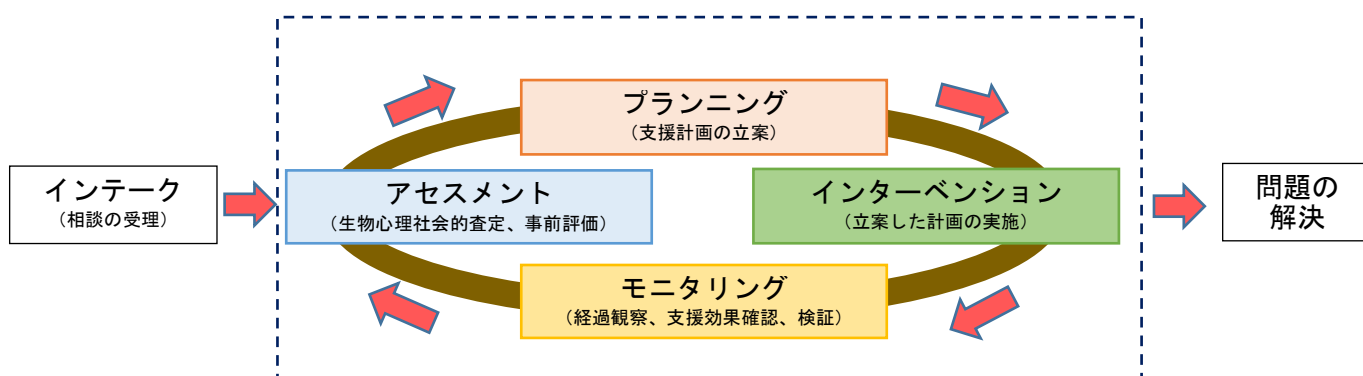 プランニング
（支援計画の立案）
インテーク
（相談の受理）
アセスメント
（生物心理社会的査定、事前評価）
インターベンション
（立案した計画の実施）
問題の
解決
モニタリング
（経過観察、支援効果確認、検証）